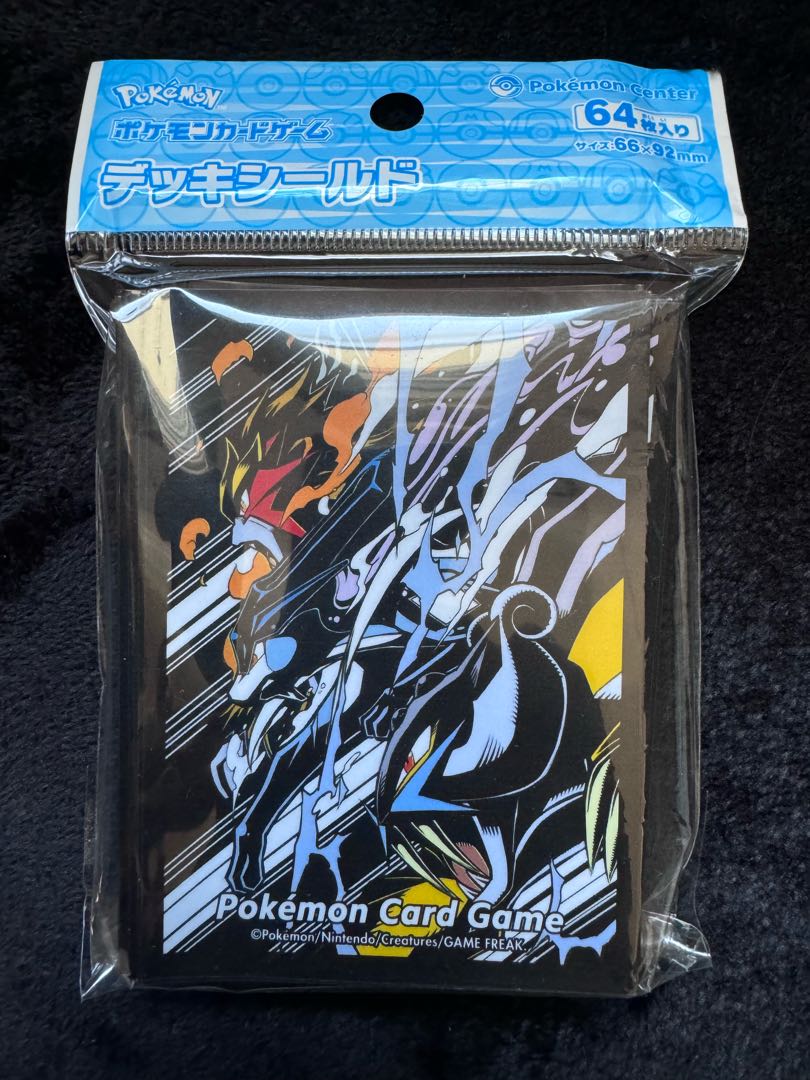 POKÉMON™
ポケモンカードゲーム
デッキシールド
Pokémon Center
64枚入り
サイズ:66×92mm
Pokémon Card Game
©Pokémon/Nintendo/Creatures/GAME FREAK.